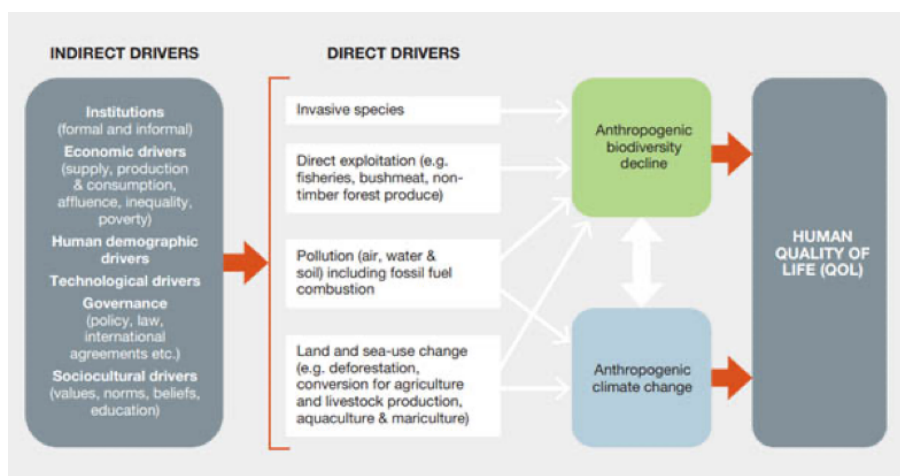 INDIRECT DRIVERS
Institutions
(formal and informal)
Economic drivers
(supply, production
& consumption,
affluence, inequality,
poverty)
Human demographic
drivers
Technological drivers
Governance
(policy, law,
international
agreements etc.)
Sociocultural drivers
(values, norms, beliefs,
education)
DIRECT DRIVERS
Invasive species
Direct exploitation (e.g.
fisheries, bushmeat, non-
timber forest produce)
Pollution (air, water &
soil) including fossil fuel
combustion
Land and sea-use change
(e.g. deforestation,
conversion for agriculture
and livestock production,
aquaculture & mariculture)
Anthropogenic
biodiversity
decline
Anthropogenic
climate change
HUMAN
QUALITY OF
LIFE (QOL)